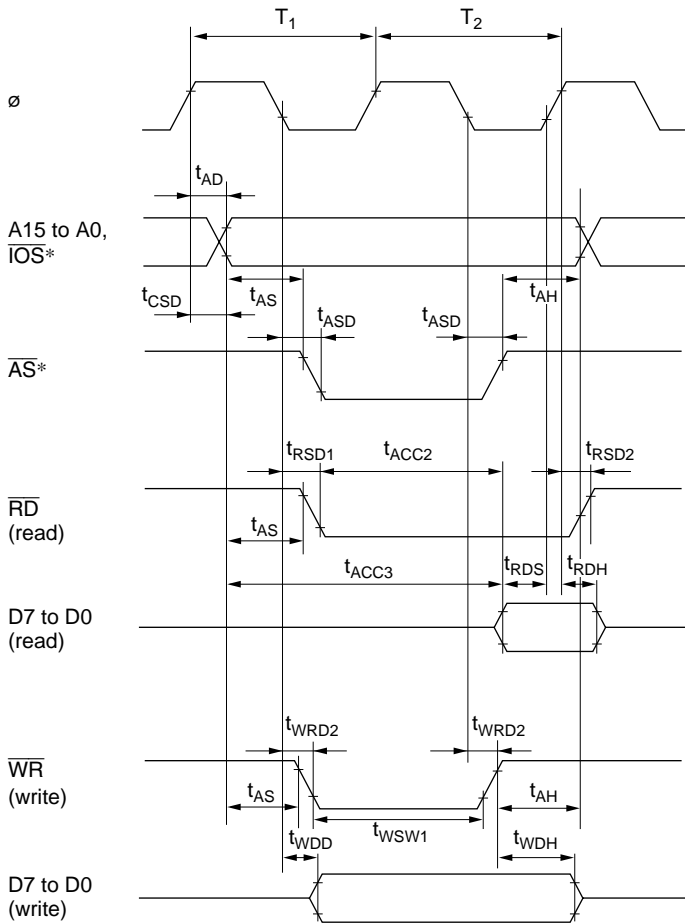 T1 T2
ø
tAD
A15 to A0,
IOS*
tCSD tAS tAH
tASD tASD
AS*
tRSD1 tACC2 tRSD2
RD
(read)
tAS
tACC3 tRDS tRDH
D7 to D0
(read)
tWRD2 tWRD2
WR
(write)
tAS tAH
tWDD tWSW1 tWDH
D7 to D0
(write)